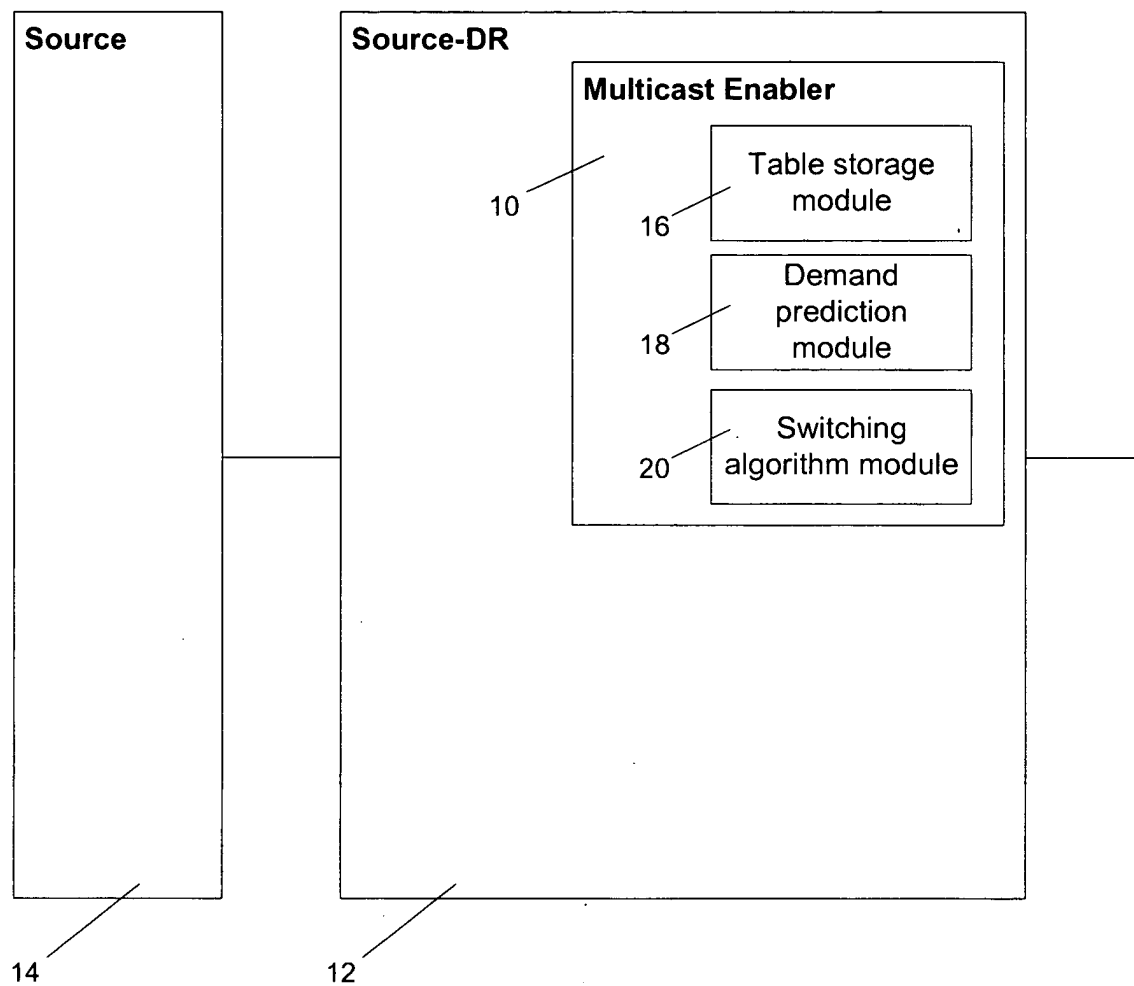 Source
Source-DR
Multicast Enabler
Table storage
module
10
16
Demand
prediction
module
18
Switching
algorithm module
20
14
12